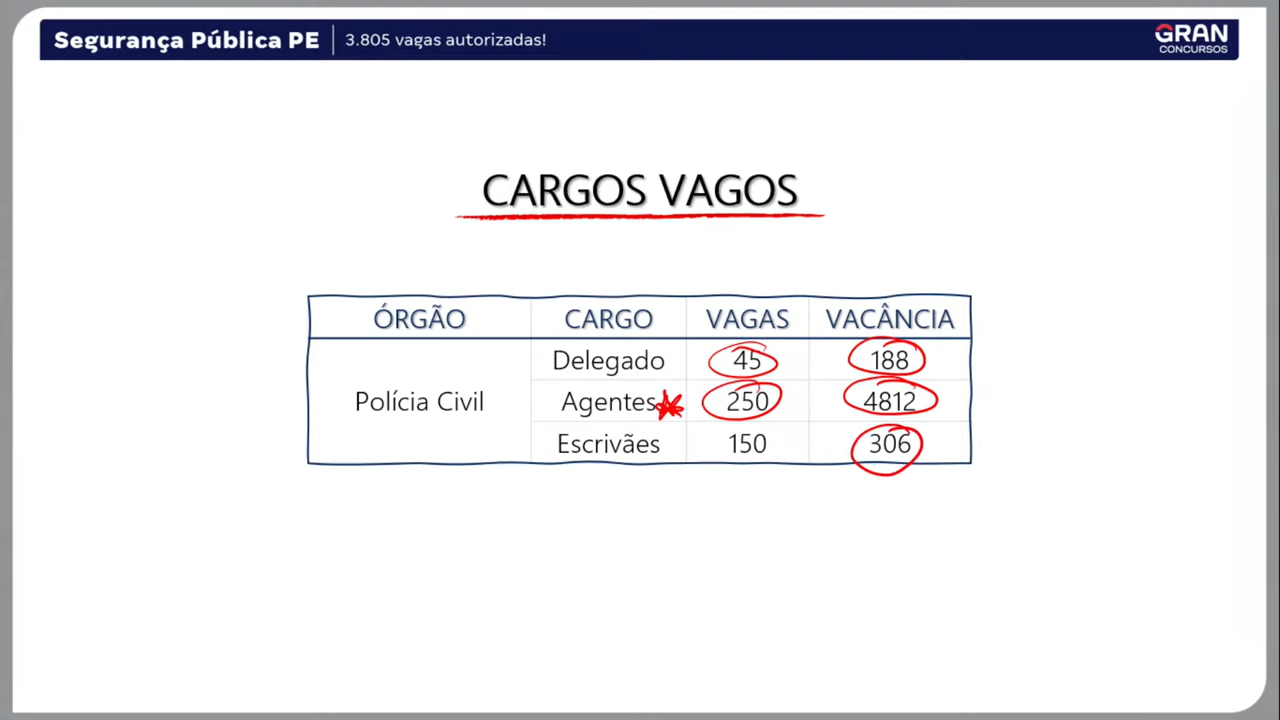 Segurança Pública PE | 3.805 vagas autorizadas!
GRAN
CONCURSOS
CARGOS VAGOS
ÓRGÃO CARGO VAGAS VACÂNCIA
Delegado 45 188
Polícia Civil Agentes 250 4812
Escrivães 150 306